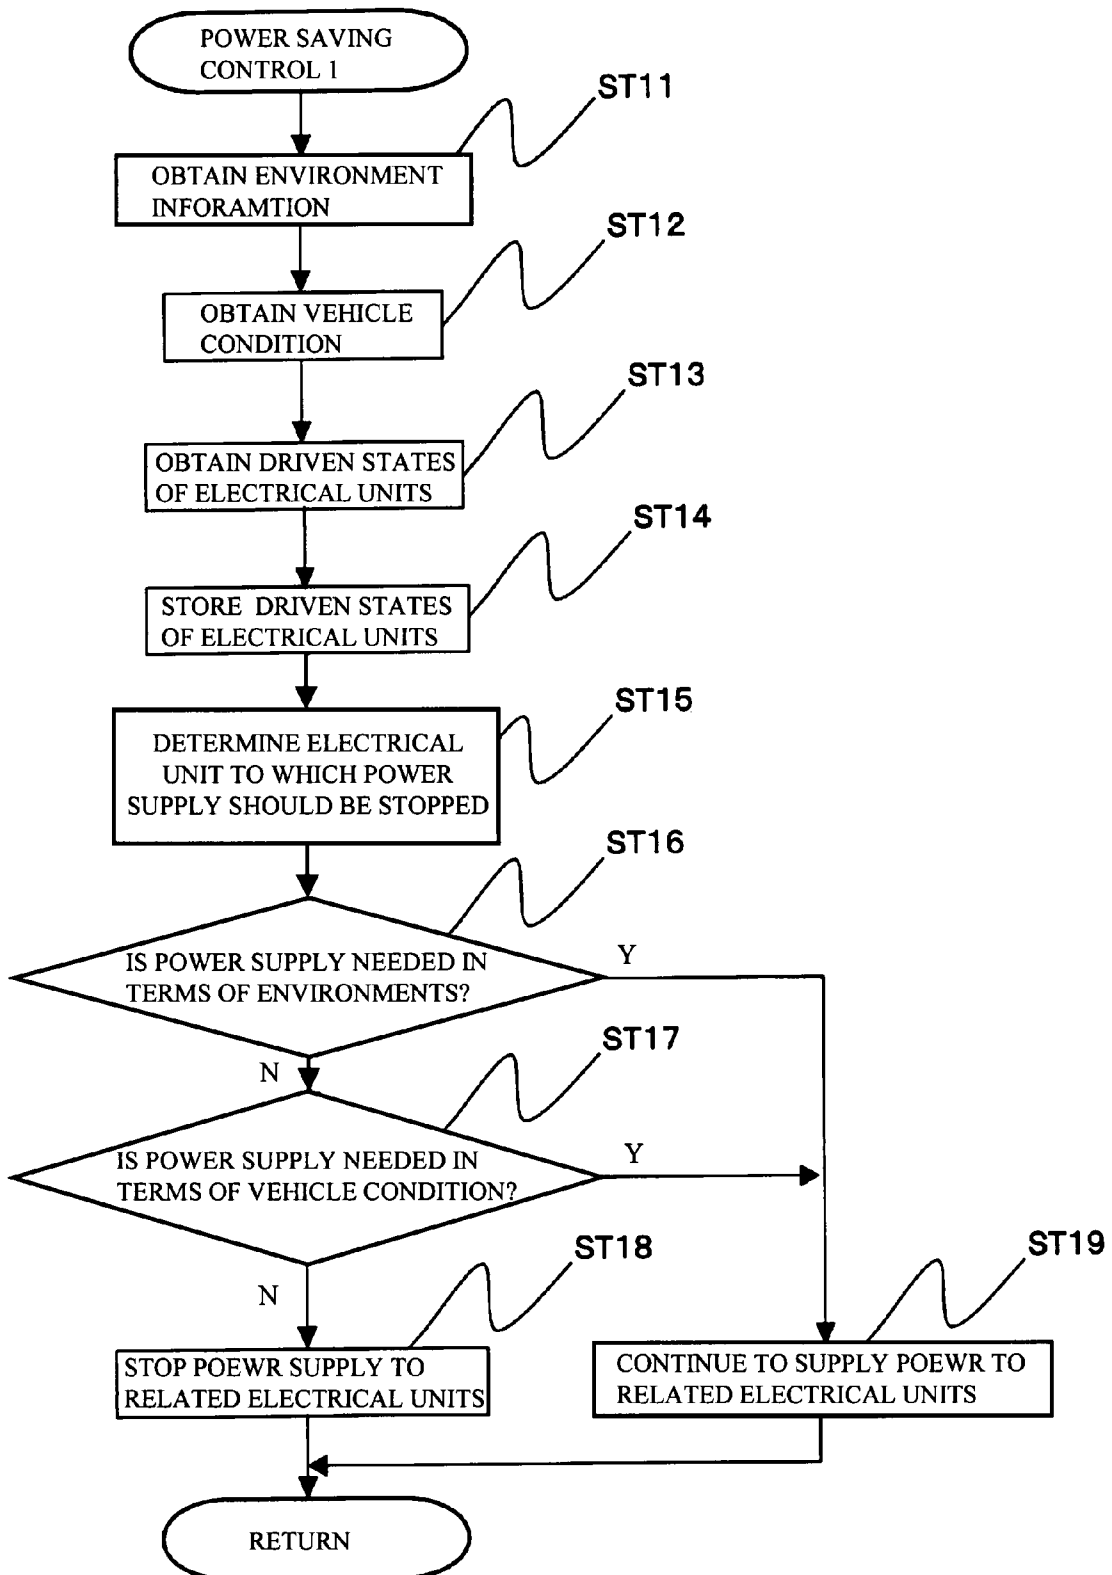 POWER SAVING
CONTROL 1
ST11
OBTAIN ENVIRONMENT
INFORAMTION
ST12
OBTAIN VEHICLE
CONDITION
ST13
OBTAIN DRIVEN STATES
OF ELECTRICAL UNITS
ST14
STORE DRIVEN STATES
OF ELECTRICAL UNITS
ST15
DETERMINE ELECTRICAL
UNIT TO WHICH POWER
SUPPLY SHOULD BE STOPPED
ST16
IS POWER SUPPLY NEEDED IN
TERMS OF ENVIRONMENTS?
Y
N
ST17
IS POWER SUPPLY NEEDED IN
TERMS OF VEHICLE CONDITION?
Y
N
ST18
STOP POEWR SUPPLY TO
RELATED ELECTRICAL UNITS
ST19
CONTINUE TO SUPPLY POEWR TO
RELATED ELECTRICAL UNITS
RETURN